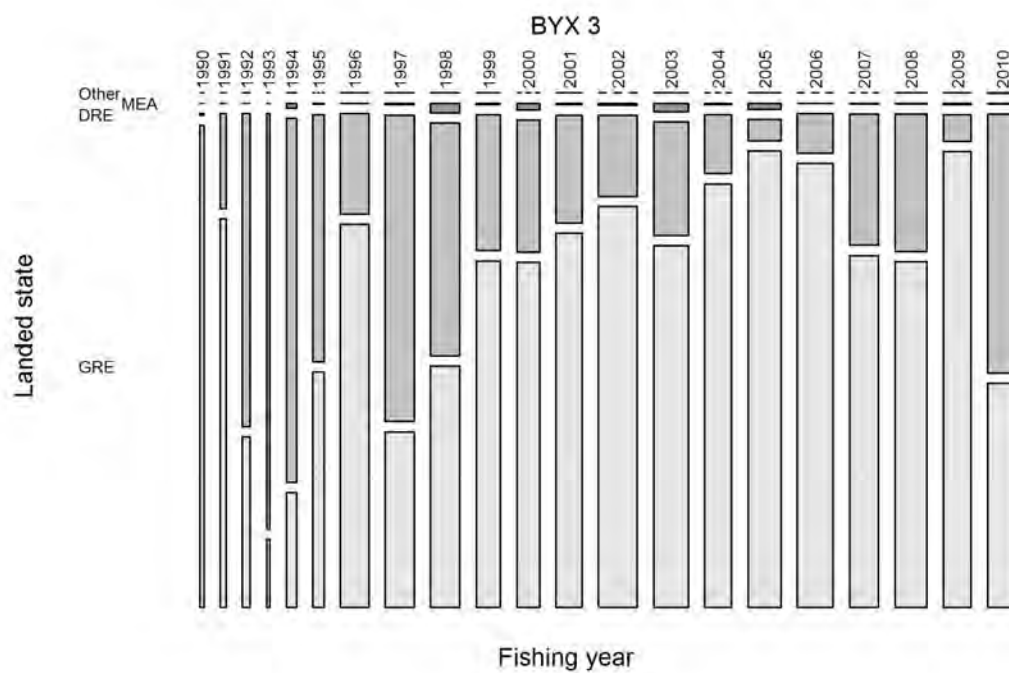 BYX 3
1990 1991 1992 1993 1994 1995 1996 1997 1998 1999 2000 2001 2002 2003 2004 2005 2006 2007 2008 2009 2010
Other MEA
DRE
GRE
Landed state
Fishing year